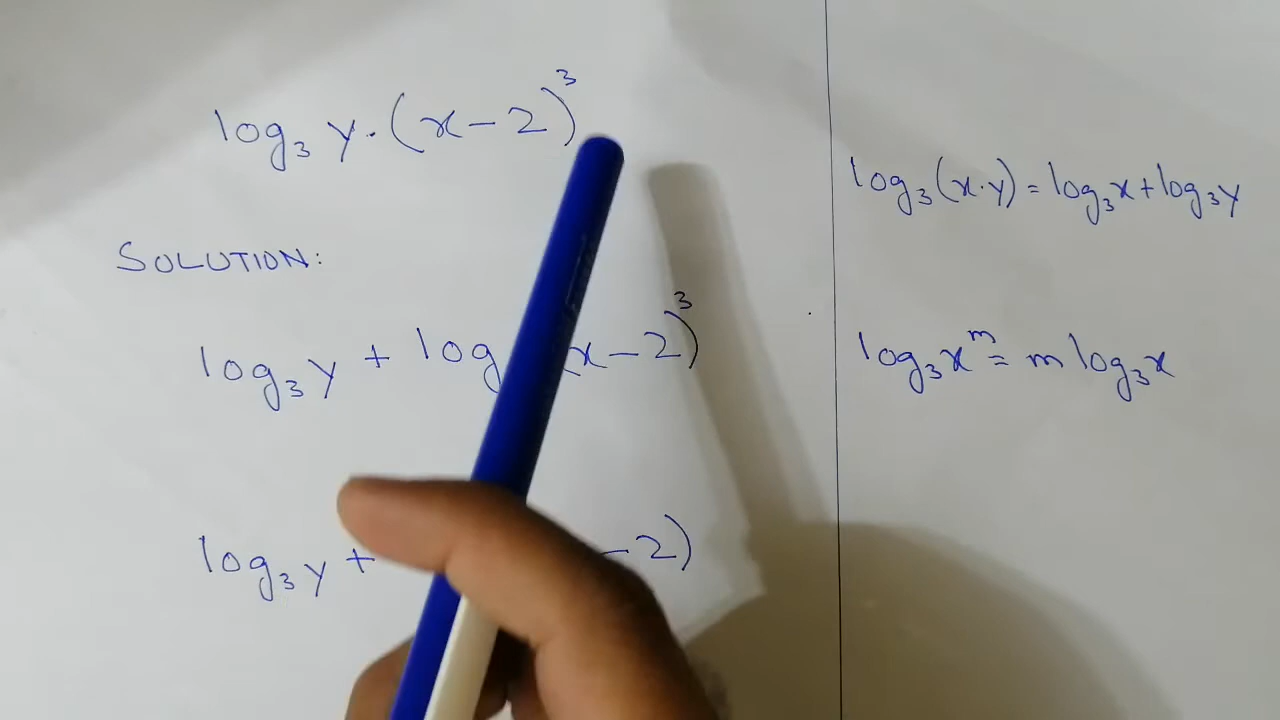 log₃ y · (x – 2)³
SOLUTION:
log₃ y + log (x – 2)³
log₃ y + – 2)
log₃(x·y) = log₃x + log₃y
log₃xᵐ = m log₃x